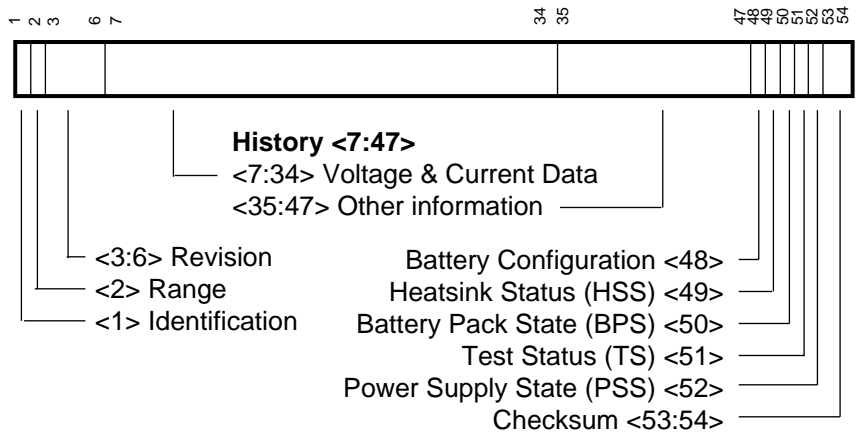 1 2 3 6 7 34 35 47 48 49 50 51 52 53 54
History <7:47>
<7:34> Voltage & Current Data
<35:47> Other information
<3:6> Revision
<2> Range
<1> Identification
Battery Configuration <48>
Heatsink Status (HSS) <49>
Battery Pack State (BPS) <50>
Test Status (TS) <51>
Power Supply State (PSS) <52>
Checksum <53:54>